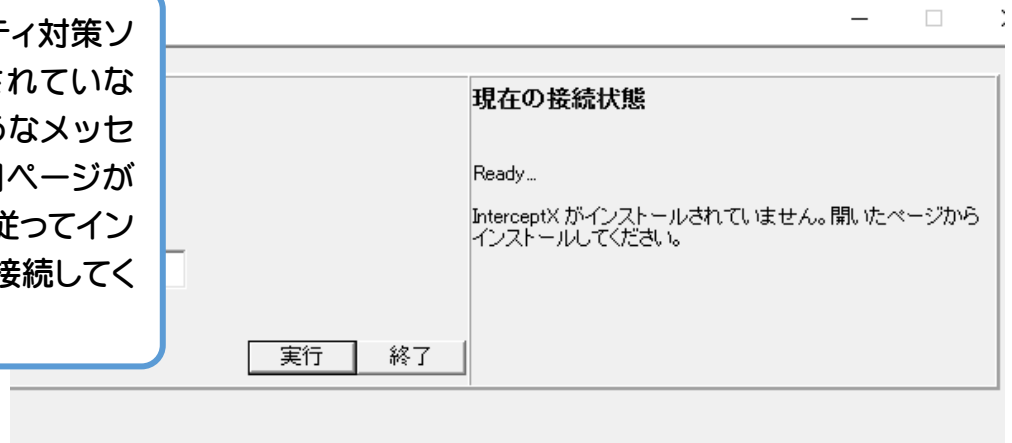 ティ対策ソ
されていな
うなメッセ
ページが
従ってイン
接続してく
現在の接続状態
Ready...
InterceptX がインストールされていません。開いたページから
インストールしてください。
実行
終了